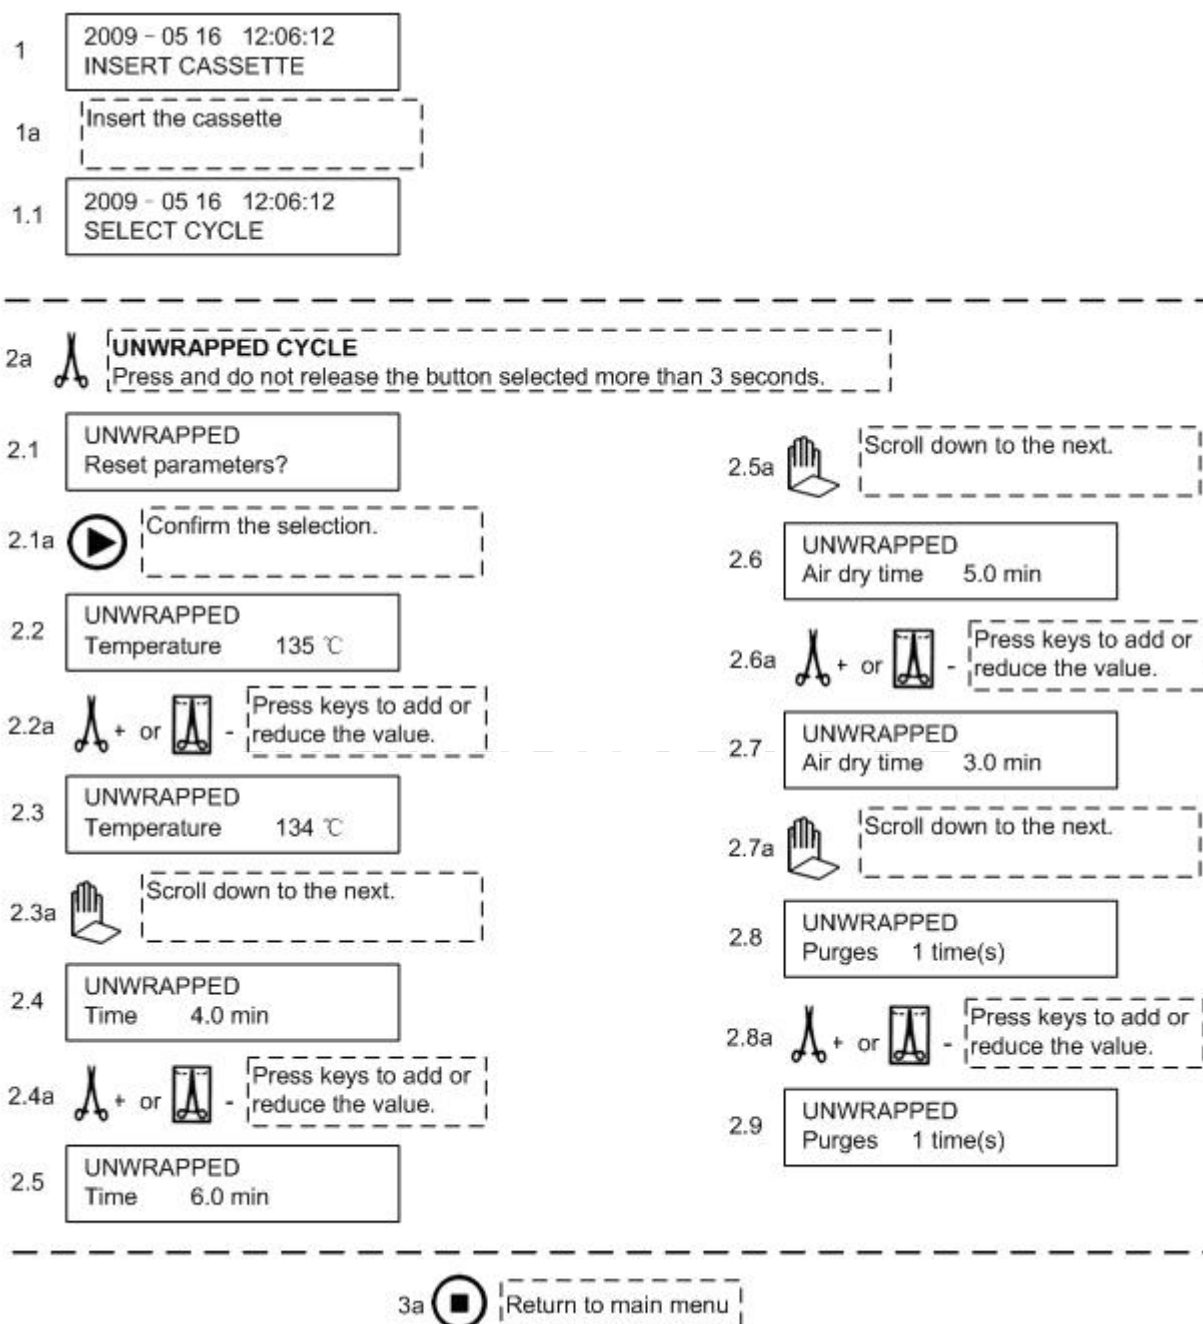 1
2009 - 05 16 12:06:12
INSERT CASSETTE
1a
Insert the cassette
1.1
2009 - 05 16 12:06:12
SELECT CYCLE
2a
UNWRAPPED CYCLE
Press and do not release the button selected more than 3 seconds.
2.1
UNWRAPPED
Reset parameters?
2.1a
Confirm the selection.
2.2
UNWRAPPED
Temperature 135 ℃
2.2a
+ or -
Press keys to add or
reduce the value.
2.3
UNWRAPPED
Temperature 134 ℃
2.3a
Scroll down to the next.
2.4
UNWRAPPED
Time 4.0 min
2.4a
+ or -
Press keys to add or
reduce the value.
2.5
UNWRAPPED
Time 6.0 min
2.5a
Scroll down to the next.
2.6
UNWRAPPED
Air dry time 5.0 min
2.6a
+ or -
Press keys to add or
reduce the value.
2.7
UNWRAPPED
Air dry time 3.0 min
2.7a
Scroll down to the next.
2.8
UNWRAPPED
Purges 1 time(s)
2.8a
+ or -
Press keys to add or
reduce the value.
2.9
UNWRAPPED
Purges 1 time(s)
3a
Return to main menu